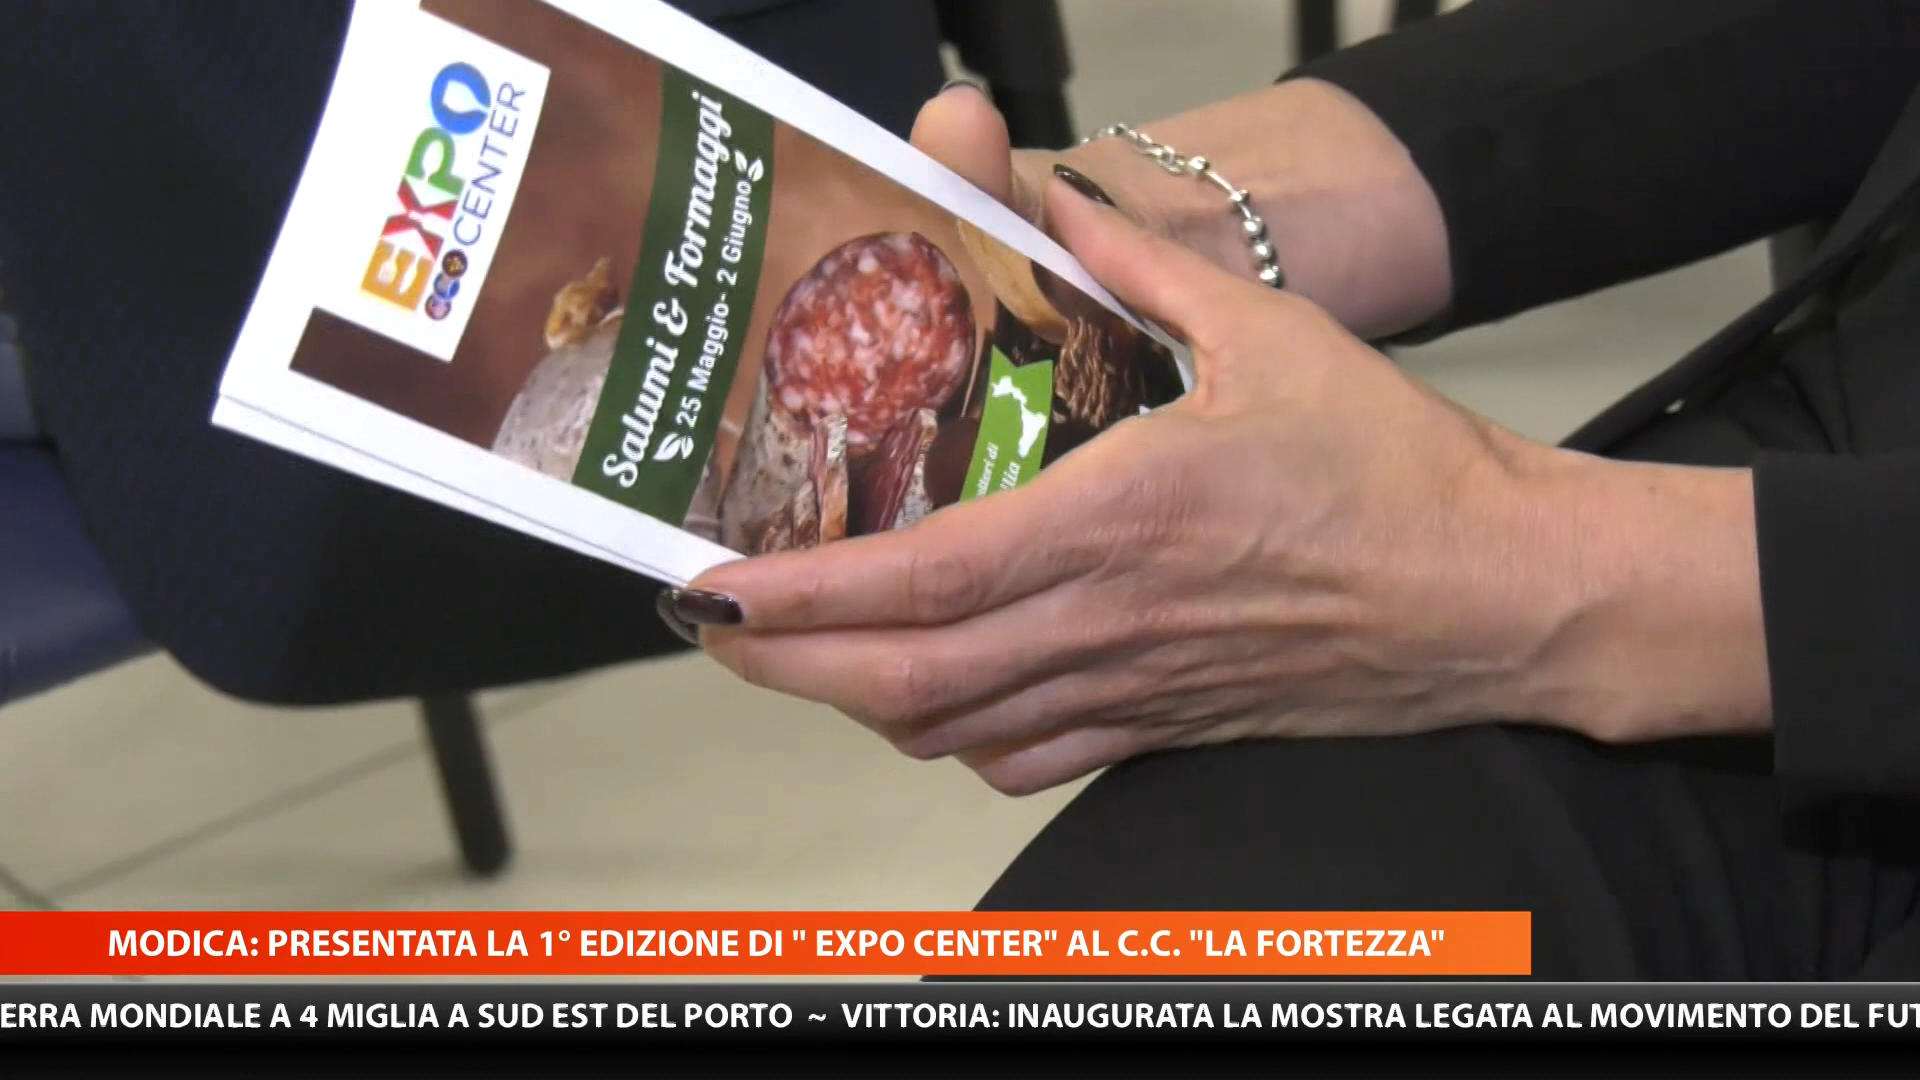 EXPO
CENTER
Salumi & Formaggi
25 Maggio- 2 Giugno
di
MODICA: PRESENTATA LA 1° EDIZIONE DI " EXPO CENTER" AL C.C. "LA FORTEZZA"
ERRA MONDIALE A 4 MIGLIA A SUD EST DEL PORTO ~ VITTORIA: INAUGURATA LA MOSTRA LEGATA AL MOVIMENTO DEL FUT